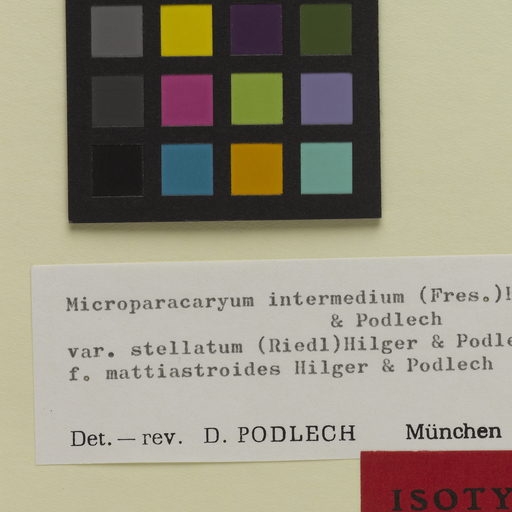 Microparacaryum intermedium (Fres.)
& Podlech
var. stellatum (Riedl)Hilger & Podle
f. mattiastroides Hilger & Podlech
Det. — rev. D. PODLECH München
ISOTY